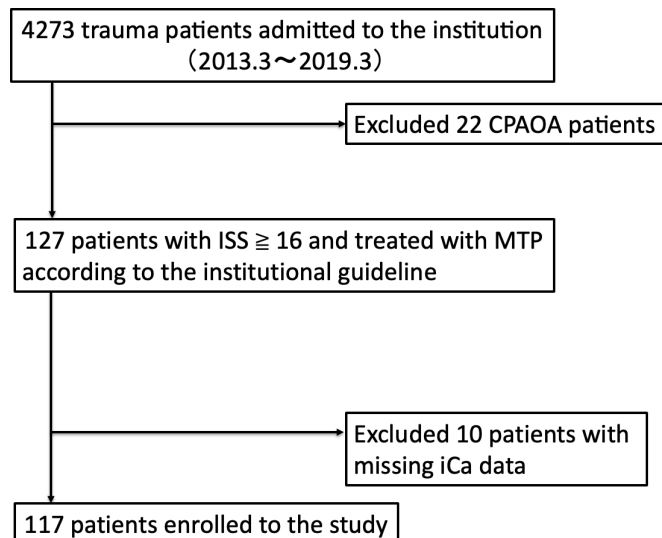 4273 trauma patients admitted to the institution
（2013.3～2019.3）
Excluded 22 CPAOA patients
127 patients with ISS ≧ 16 and treated with MTP
according to the institutional guideline
Excluded 10 patients with
missing iCa data
117 patients enrolled to the study